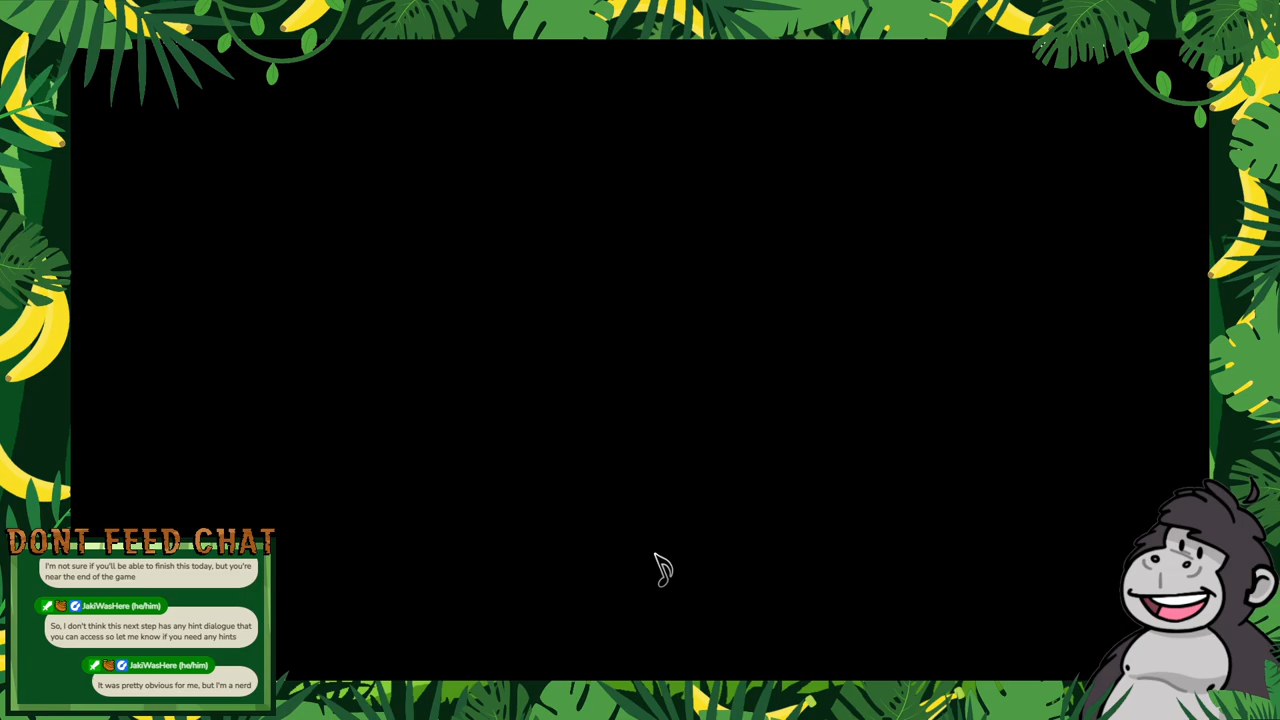 DONT FEED CHAT
I'm not sure if you'll be able to finish this today, but you're
near the end of the game
JakiWasHere (he/him)
So, I don't think this next step has any hint dialogue that
you can access so let me know if you need any hints
JakiWasHere (he/him)
It was pretty obvious for me, but I'm a nerd